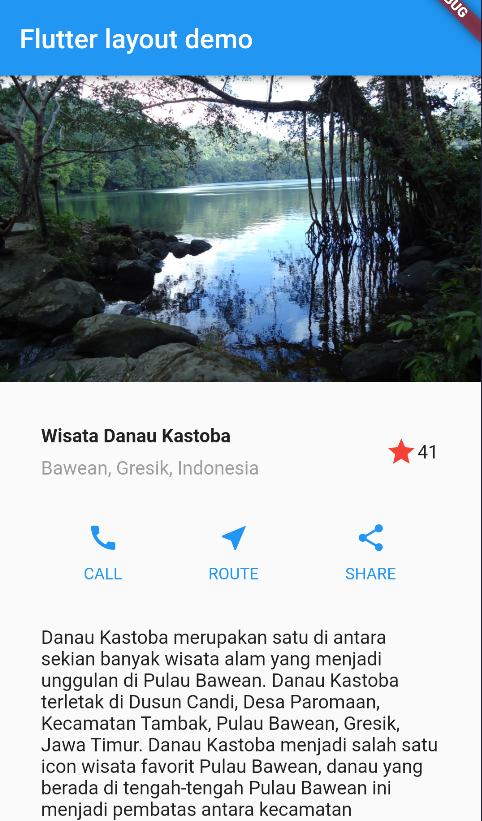 Flutter layout demo
Wisata Danau Kastoba
Bawean, Gresik, Indonesia
41
CALL
ROUTE
SHARE
Danau Kastoba merupakan satu di antara
sekian banyak wisata alam yang menjadi
unggulan di Pulau Bawean. Danau Kastoba
terletak di Dusun Candi, Desa Paromaan,
Kecamatan Tambak, Pulau Bawean, Gresik,
Jawa Timur. Danau Kastoba menjadi salah satu
icon wisata favorit Pulau Bawean, danau yang
berada di tengah-tengah Pulau Bawean ini
menjadi pembatas antara kecamatan